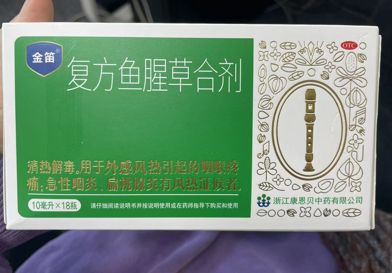 金笛
复方鱼腥草合剂
OTC
清热解毒。用于外感风热引起的咽喉疼
痛;急性咽炎、扁桃腺炎有风热证候者。
10毫升×18瓶
请仔细阅读说明书并按说明使用或在药师指导下购买和使用
浙江康恩贝中药有限公司